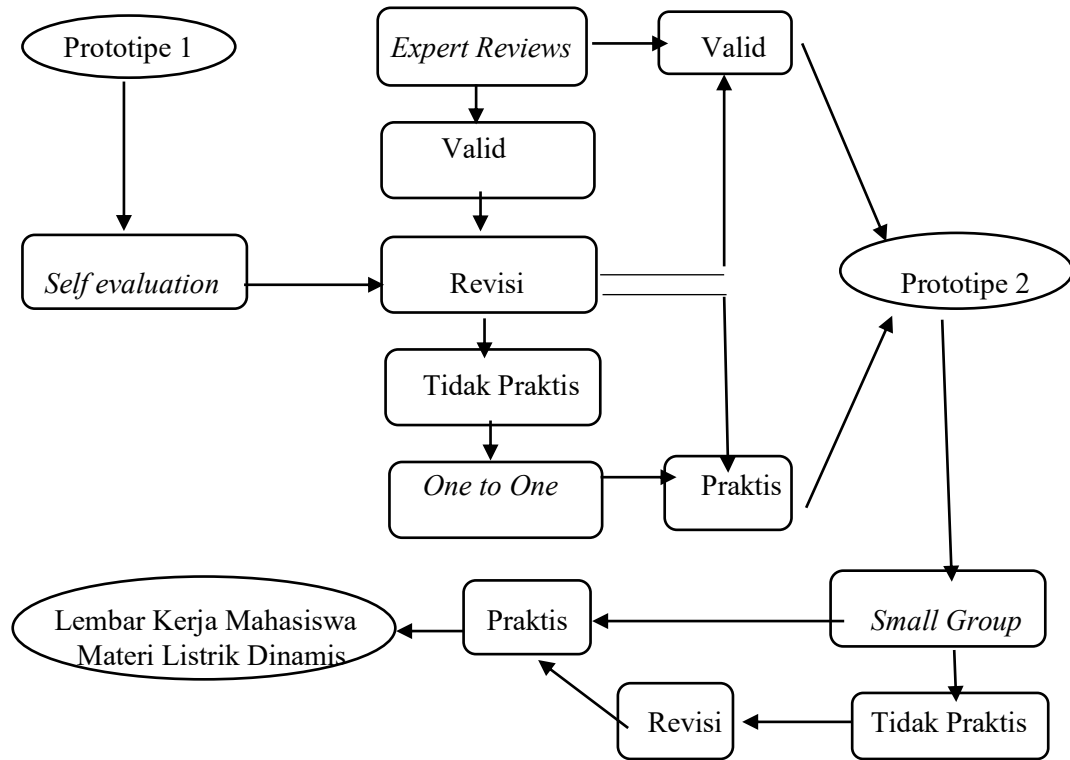 Prototipe 1
Expert Reviews
Valid
Valid
Self evaluation
Revisi
Prototipe 2
Tidak Praktis
One to One
Praktis
Lembar Kerja Mahasiswa
Materi Listrik Dinamis
Praktis
Small Group
Revisi
Tidak Praktis